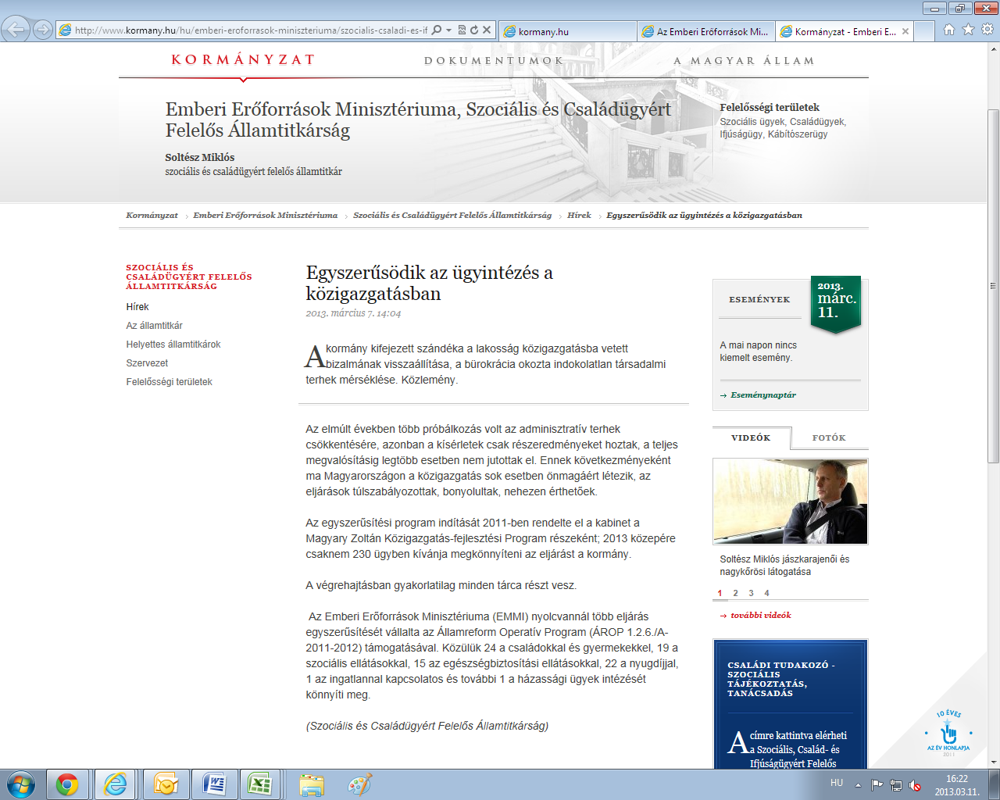 http://www.kormany.hu/hu/emberi-eroforrasok-miniszteriuma/szocialis-csaladi-es-if
kormany.hu
Az Emberi Erőforrások Mi...
Kormányzat - Emberi E...
KORMÁNYZAT
DOKUMENTUMOK
A MAGYAR ÁLLAM
Emberi Erőforrások Minisztériuma, Szociális és Családügyért
Felelős Államtitkárság
Soltész Miklós
szociális és családügyért felelős államtitkár
Felelősségi területek
Szociális ügyek, Családügyek,
Ifjúságügy, Kábítószerügy
Kormányzat
Emberi Erőforrások Minisztériuma
Szociális és Családügyért Felelős Államtitkárság
Hírek
Egyszerűsödik az ügyintézés a közigazgatásban
SZOCIÁLIS ÉS
CSALÁDÜGYÉRT FELELŐS
ÁLLAMTITKÁRSÁG
Hírek
Az államtitkár
Helyettes államtitkárok
Szervezet
Felelősségi területek
Egyszerűsödik az ügyintézés a
közigazgatásban
2013. március 7. 14:04
A kormány kifejezett szándéka a lakosság közigazgatásba vetett
bizalmának visszaállítása, a bürokrácia okozta indokolatlan társadalmi
terhek mérséklése. Közlemény.
Az elmúlt években több próbálkozás volt az adminisztratív terhek
csökkentésére, azonban a kísérletek csak részeredményeket hoztak, a teljes
megvalósításig legtöbb esetben nem jutottak el. Ennek következményeként
ma Magyarországon a közigazgatás sok esetben önmagáért létezik, az
eljárások túlszabályozottak, bonyolultak, nehezen érthetőek.
Az egyszerűsítési program indítását 2011-ben rendelte el a kabinet a
Magyary Zoltán Közigazgatás-fejlesztési Program részeként; 2013 közepére
csaknem 230 ügyben kívánja megkönnyíteni az eljárást a kormány.
A végrehajtásban gyakorlatilag minden tárca részt vesz.
Az Emberi Erőforrások Minisztériuma (EMMI) nyolcvannál több eljárás
egyszerűsítését vállalta az Államreform Operatív Program (ÁROP 1.2.6./A-
2011-2012) támogatásával. Közülük 24 a családokkal és gyermekekkel, 19 a
szociális ellátásokkal, 15 az egészségbiztosítási ellátásokkal, 22 a nyugdíjjal,
1 az ingatlannal kapcsolatos és további 1 a házassági ügyek intézését
könnyíti meg.
(Szociális és Családügyért Felelős Államtitkárság)
ESEMÉNYEK
2013.
márc.
11.
A mai napon nincs
kiemelt esemény.
Eseménynaptár
VIDEÓK
FOTÓK
Soltész Miklós jászkarajenői és
nagykőrösi látogatása
1 2 3 4
további videók
CSALÁDI TUDAKOZÓ -
SZOCIÁLIS
TÁJÉKOZTATÁS,
TANÁCSADÁS
A címre kattintva elérheti
a Szociális, Család- és
Ifjúságügyért Felelős
10 ÉVES
AZ ÉV HONLAPJA
2011
HU
16:22
2013.03.11.